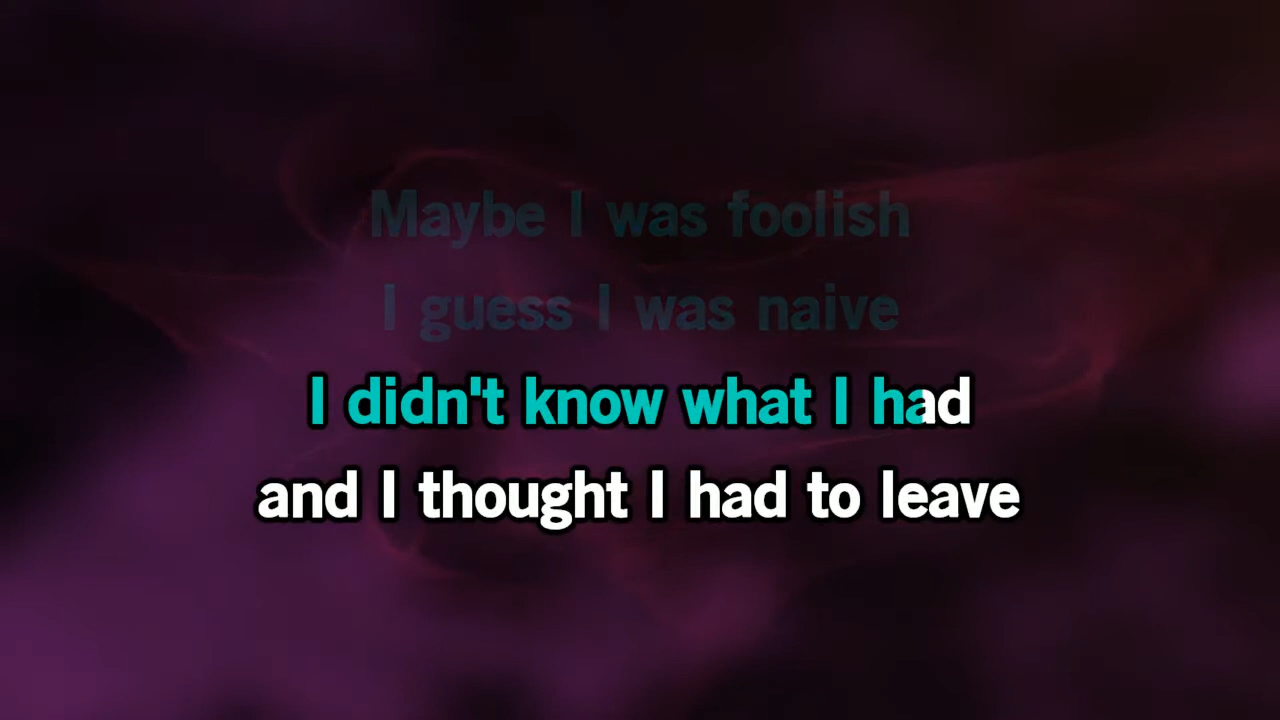 Maybe I was foolish
I guess I was naive
I didn't know what I had
and I thought I had to leave